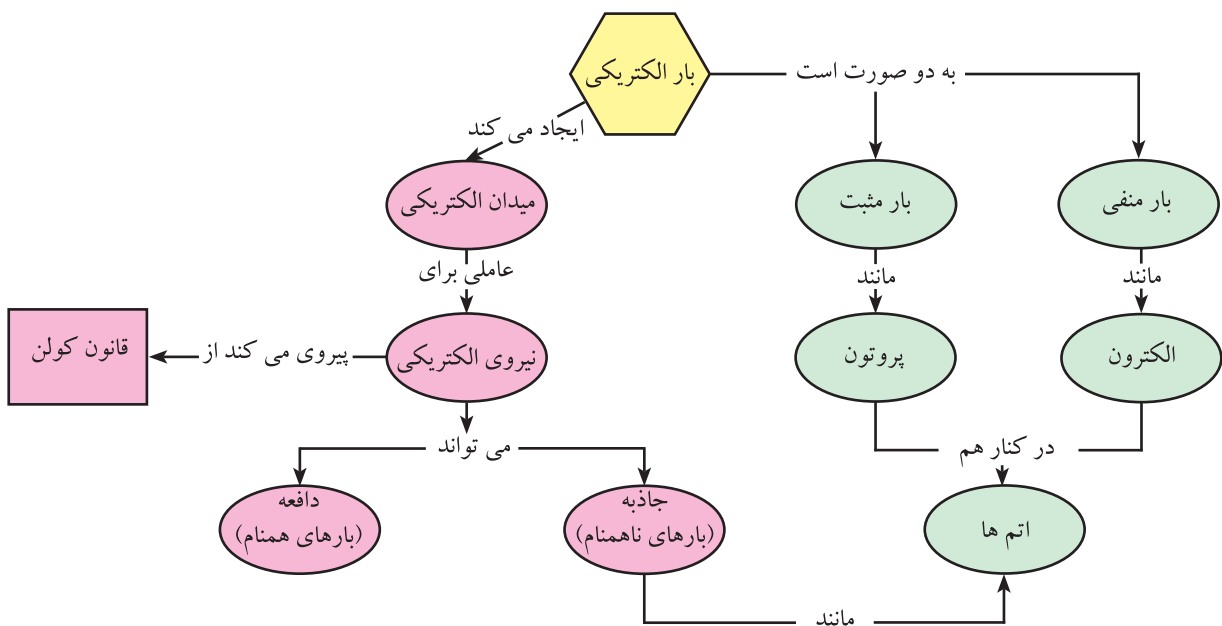 بار الکتریکی
به دو صورت است
ایجاد می کند
بار منفی
بار مثبت
میدان الکتریکی
مانند
مانند
عاملی برای
الکترون
پروتون
نیروی الکتریکی
پیروی می کند از
قانون کولن
در کنار هم
می تواند
اتم ها
جاذبه
(بارهای ناهمنام)
دافعه
(بارهای همنام)
مانند